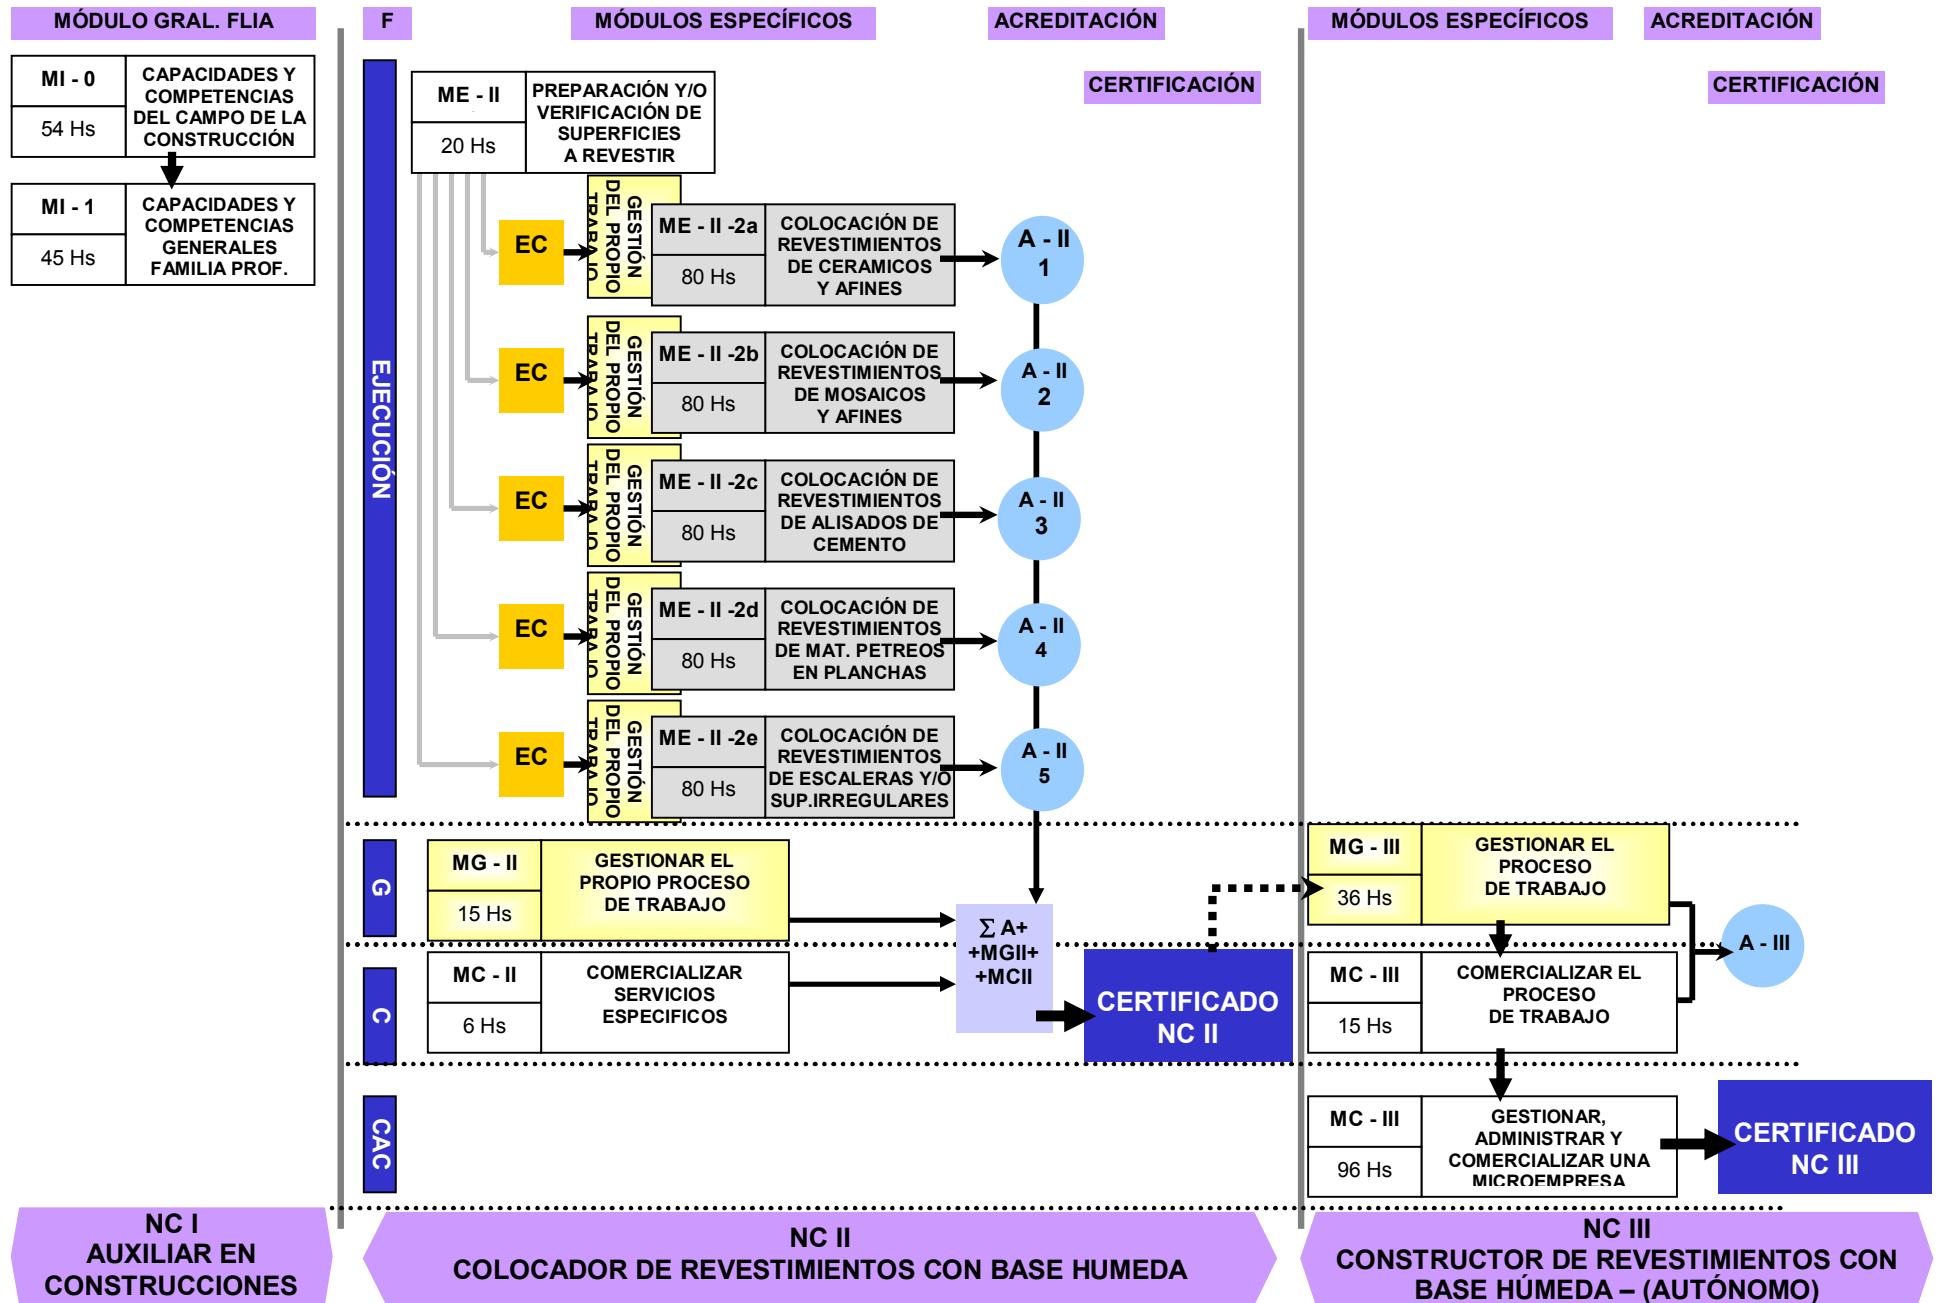 MÓDULO GRAL. FLIA
F
MÓDULOS ESPECÍFICOS
ACREDITACIÓN
MÓDULOS ESPECÍFICOS
ACREDITACIÓN
CERTIFICACIÓN
CERTIFICACIÓN
MI - 0
54 Hs
CAPACIDADES Y
COMPETENCIAS
DEL CAMPO DE LA
CONSTRUCCIÓN
MI - 1
45 Hs
CAPACIDADES Y
COMPETENCIAS
GENERALES
FAMILIA PROF.
EJECUCIÓN
ME - II
20 Hs
PREPARACIÓN Y/O
VERIFICACIÓN DE
SUPERFICIES
A REVESTIR
EC
GESTIÓN
DEL PROPIO
TRABAJO
ME - II -2a
80 Hs
COLOCACIÓN DE
REVESTIMIENTOS
DE CERAMICOS
Y AFINES
A - II
1
EC
GESTIÓN
DEL PROPIO
TRABAJO
ME - II -2b
80 Hs
COLOCACIÓN DE
REVESTIMIENTOS
DE MOSAICOS
Y AFINES
A - II
2
EC
GESTIÓN
DEL PROPIO
TRABAJO
ME - II -2c
80 Hs
COLOCACIÓN DE
REVESTIMIENTOS
DE ALISADOS DE
CEMENTO
A - II
3
EC
GESTIÓN
DEL PROPIO
TRABAJO
ME - II -2d
80 Hs
COLOCACIÓN DE
REVESTIMIENTOS
DE MAT. PETREOS
EN PLANCHAS
A - II
4
EC
GESTIÓN
DEL PROPIO
TRABAJO
ME - II -2e
80 Hs
COLOCACIÓN DE
REVESTIMIENTOS
DE ESCALERAS Y/O
SUP.IRREGULARES
A - II
5
G
MG - II
15 Hs
GESTIONAR EL
PROPIO PROCESO
DE TRABAJO
C
MC - II
6 Hs
COMERCIALIZAR
SERVICIOS
ESPECIFICOS
Σ A+
+MGII+
+MCII
CERTIFICADO
NC II
MG - III
36 Hs
GESTIONAR EL
PROCESO
DE TRABAJO
MC - III
15 Hs
COMERCIALIZAR EL
PROCESO
DE TRABAJO
A - III
CAC
MC - III
96 Hs
GESTIONAR,
ADMINISTRAR Y
COMERCIALIZAR UNA
MICROEMPRESA
CERTIFICADO
NC III
NC I
AUXILIAR EN
CONSTRUCCIONES
NC II
COLOCADOR DE REVESTIMIENTOS CON BASE HUMEDA
NC III
CONSTRUCTOR DE REVESTIMIENTOS CON
BASE HÚMEDA – (AUTÓNOMO)